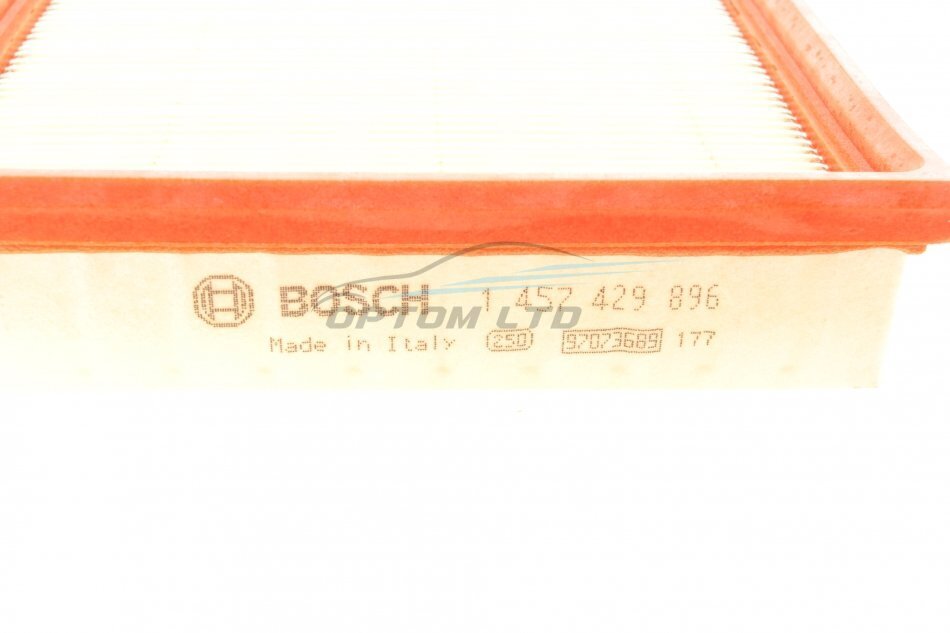 BOSCH 1 457 429 896
OPTOM LTD
Made in Italy 250 97073689 177